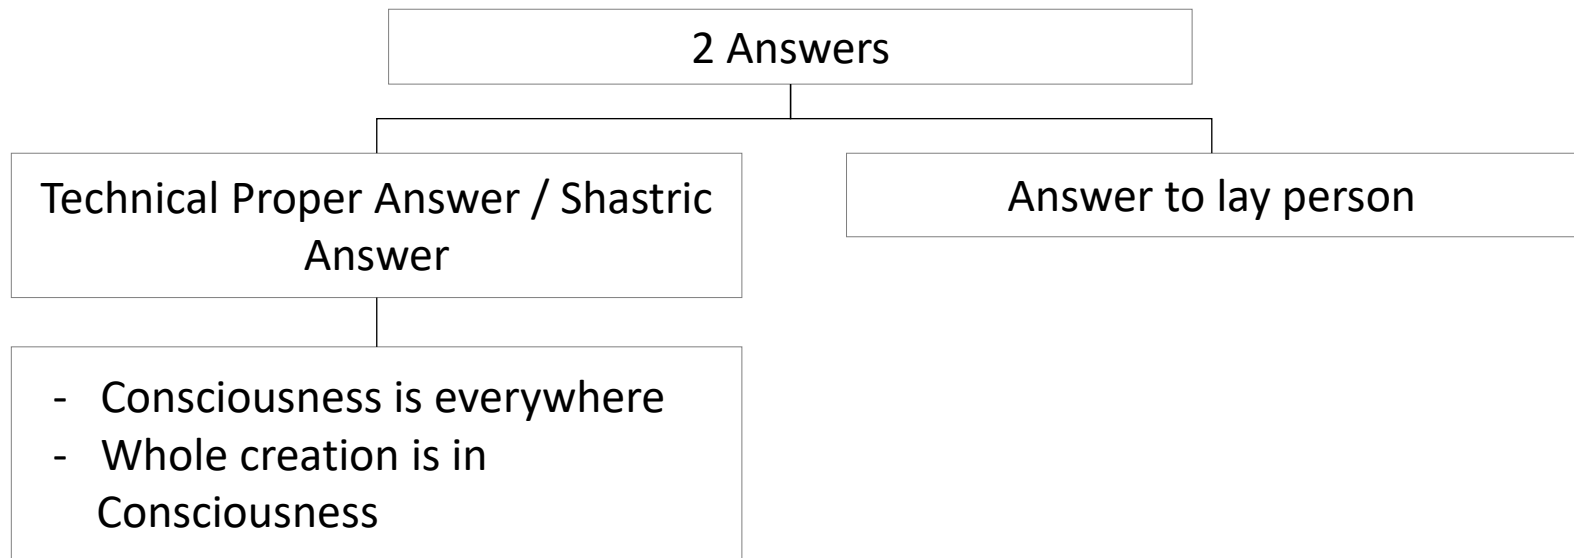 2 Answers
Technical Proper Answer / Shastric
Answer
Answer to lay person
- Consciousness is everywhere
- Whole creation is in
Consciousness